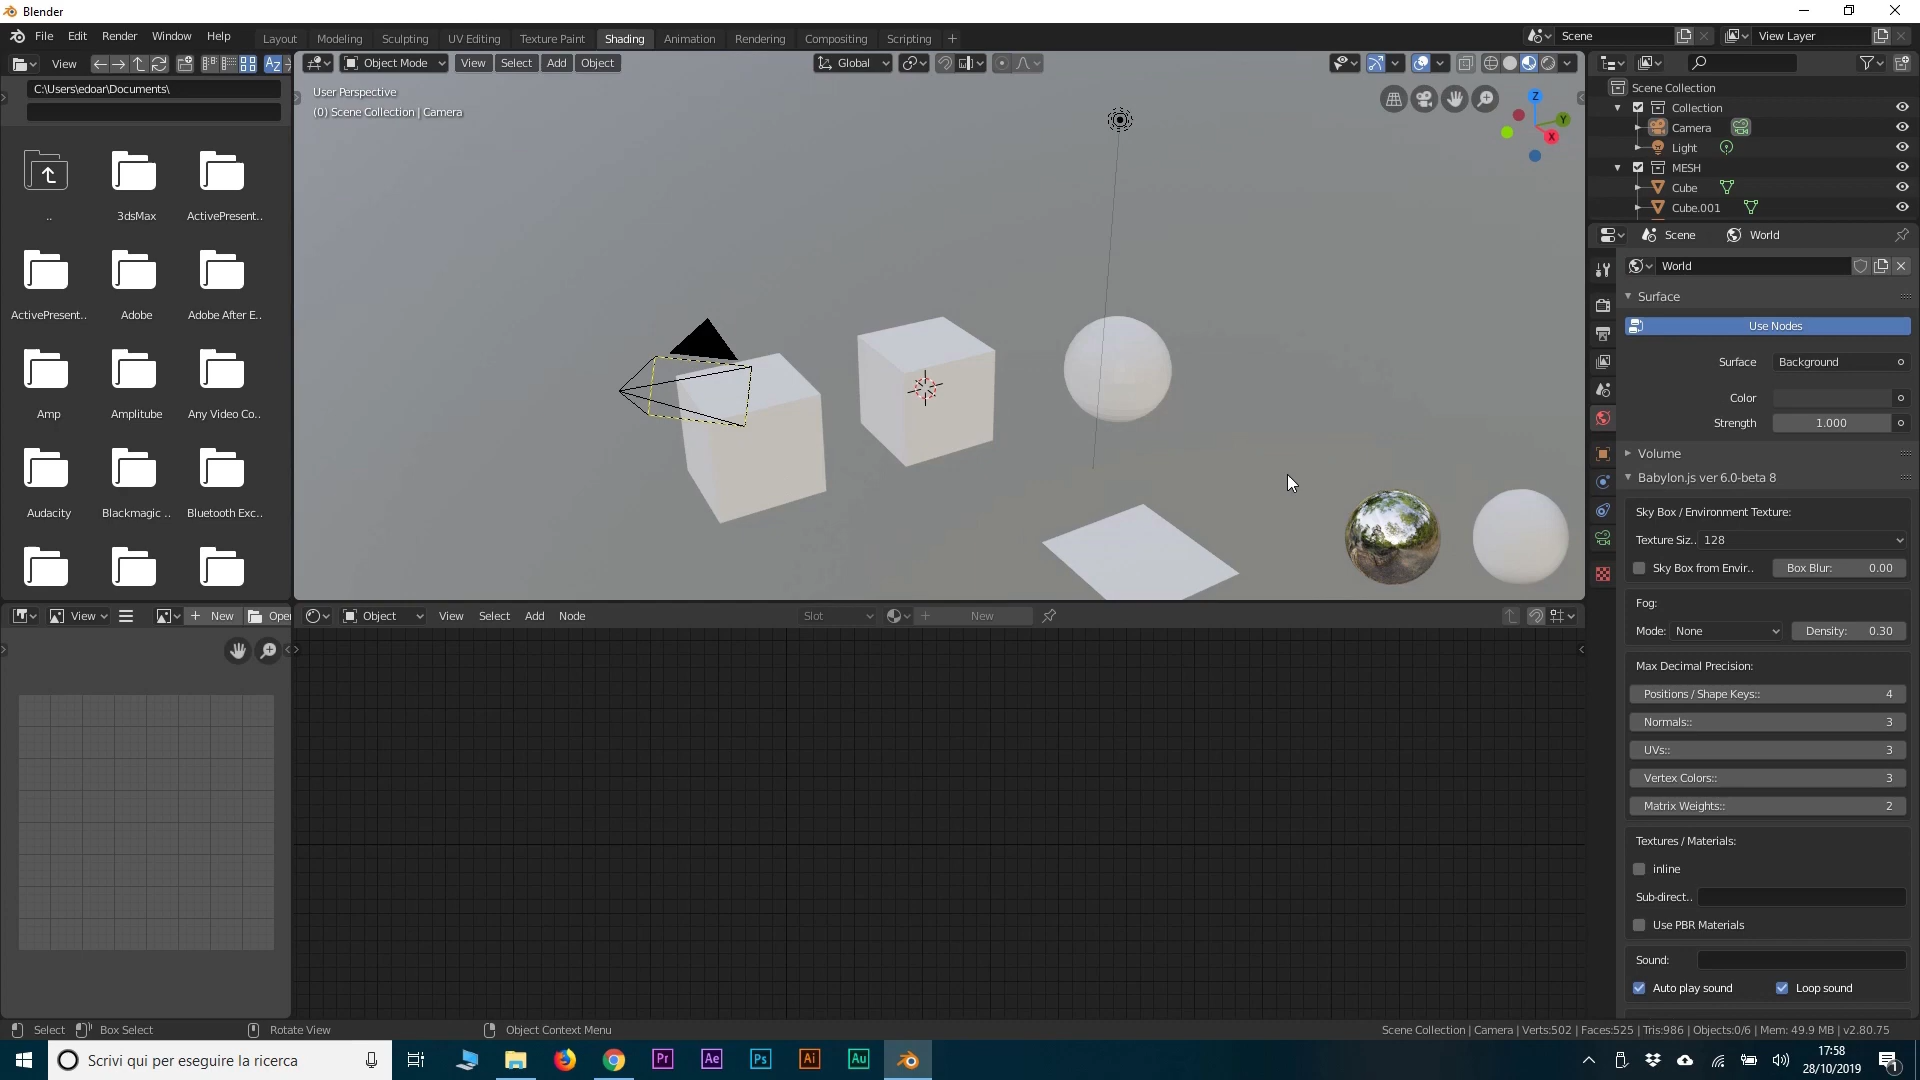 Blender
File Edit Render Window Help
Layout Modeling Sculpting UV Editing Texture Paint Shading Animation Rendering Compositing Scripting +
Scene
View Layer
View
Object Mode View Select Add Object
Global
C:\Users\edoar\Documents\
User Perspective
(0) Scene Collection | Camera
Z
Y
X
..
3dsMax
ActivePresent..
ActivePresent..
Adobe
Adobe After E..
Amp
Amplitube
Any Video Co..
Audacity
Blackmagic ..
Bluetooth Exc..
Scene Collection
Collection
Camera
Light
MESH
Cube
Cube.001
Scene World
World
Surface
Use Nodes
Surface Background
Color
Strength 1.000
Volume
Babylon.js ver 6.0-beta 8
Sky Box / Environment Texture:
Texture Siz.. 128
Sky Box from Envir.. Box Blur: 0.00
Fog:
Mode: None Density: 0.30
Max Decimal Precision:
Positions / Shape Keys:: 4
Normals:: 3
UVs:: 3
Vertex Colors:: 3
Matrix Weights:: 2
Textures / Materials:
inline
Sub-direct..
Use PBR Materials
Sound:
Auto play sound Loop sound
View + New Open
Object View Select Add Node
Slot + New
Select Box Select Rotate View Object Context Menu
Scene Collection | Camera | Verts:502 | Faces:525 | Tris:986 | Objects:0/6 | Mem: 49.9 MB | v2.80.75
Scrivi qui per eseguire la ricerca
Pr Ae Ps Ai Au
17:58
28/10/2019
1